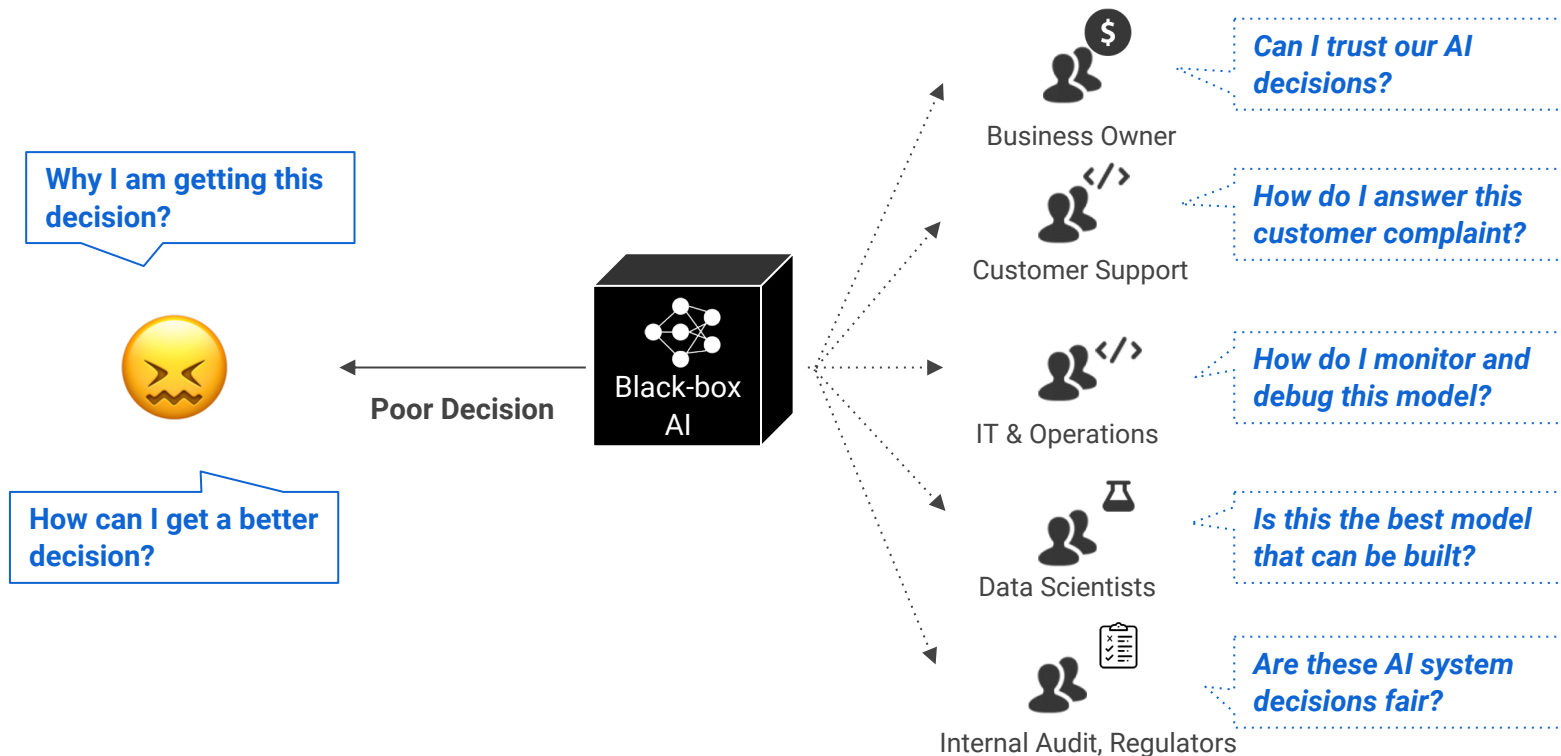 Why I am getting this
decision?
How can I get a better
decision?
Poor Decision
Black-box
AI
$
Business Owner
Can I trust our AI
decisions?
</>
Customer Support
How do I answer this
customer complaint?
</>
IT & Operations
How do I monitor and
debug this model?
Data Scientists
Is this the best model
that can be built?
Internal Audit, Regulators
Are these AI system
decisions fair?